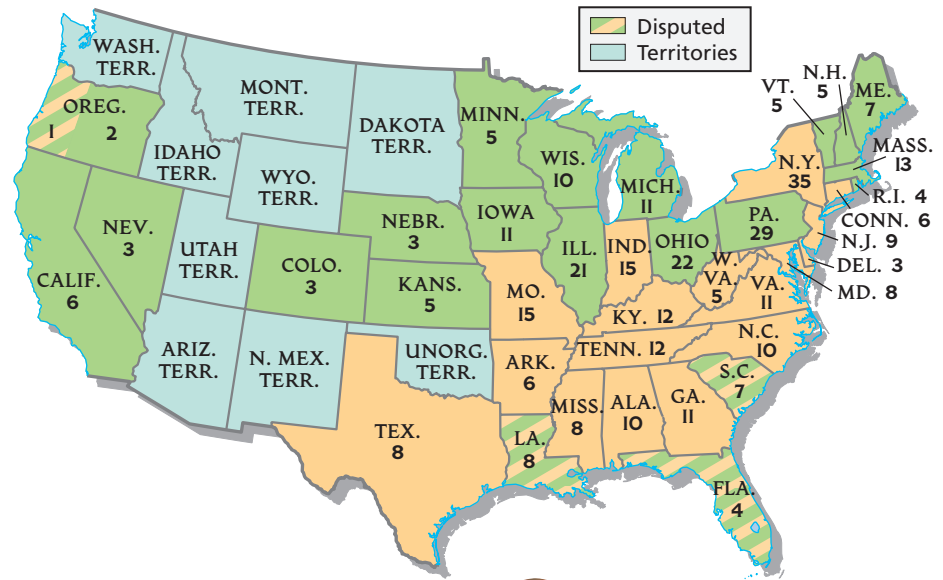 Disputed
Territories
WASH.
TERR.
OREG.
1 2
MONT.
TERR.
IDAHO
TERR.
WYO.
TERR.
DAKOTA
TERR.
MINN.
5
WIS.
10
MICH.
11
VT.
5
N.H.
5
ME.
7
MASS.
13
N.Y.
35
R.I. 4
CONN. 6
N.J. 9
DEL. 3
MD. 8
PA.
29
NEV.
3
CALIF.
6
UTAH
TERR.
COLO.
3
NEBR.
3
KANS.
5
IOWA
11
ILL.
21
IND.
15
OHIO
22
W.
VA.
5
VA.
11
MO.
15
KY. 12
N.C.
10
TENN. 12
S.C.
7
ARIZ.
TERR.
N. MEX.
TERR.
UNORG.
TERR.
ARK.
6
MISS.
8
ALA.
10
GA.
11
TEX.
8
LA.
8
FLA.
4